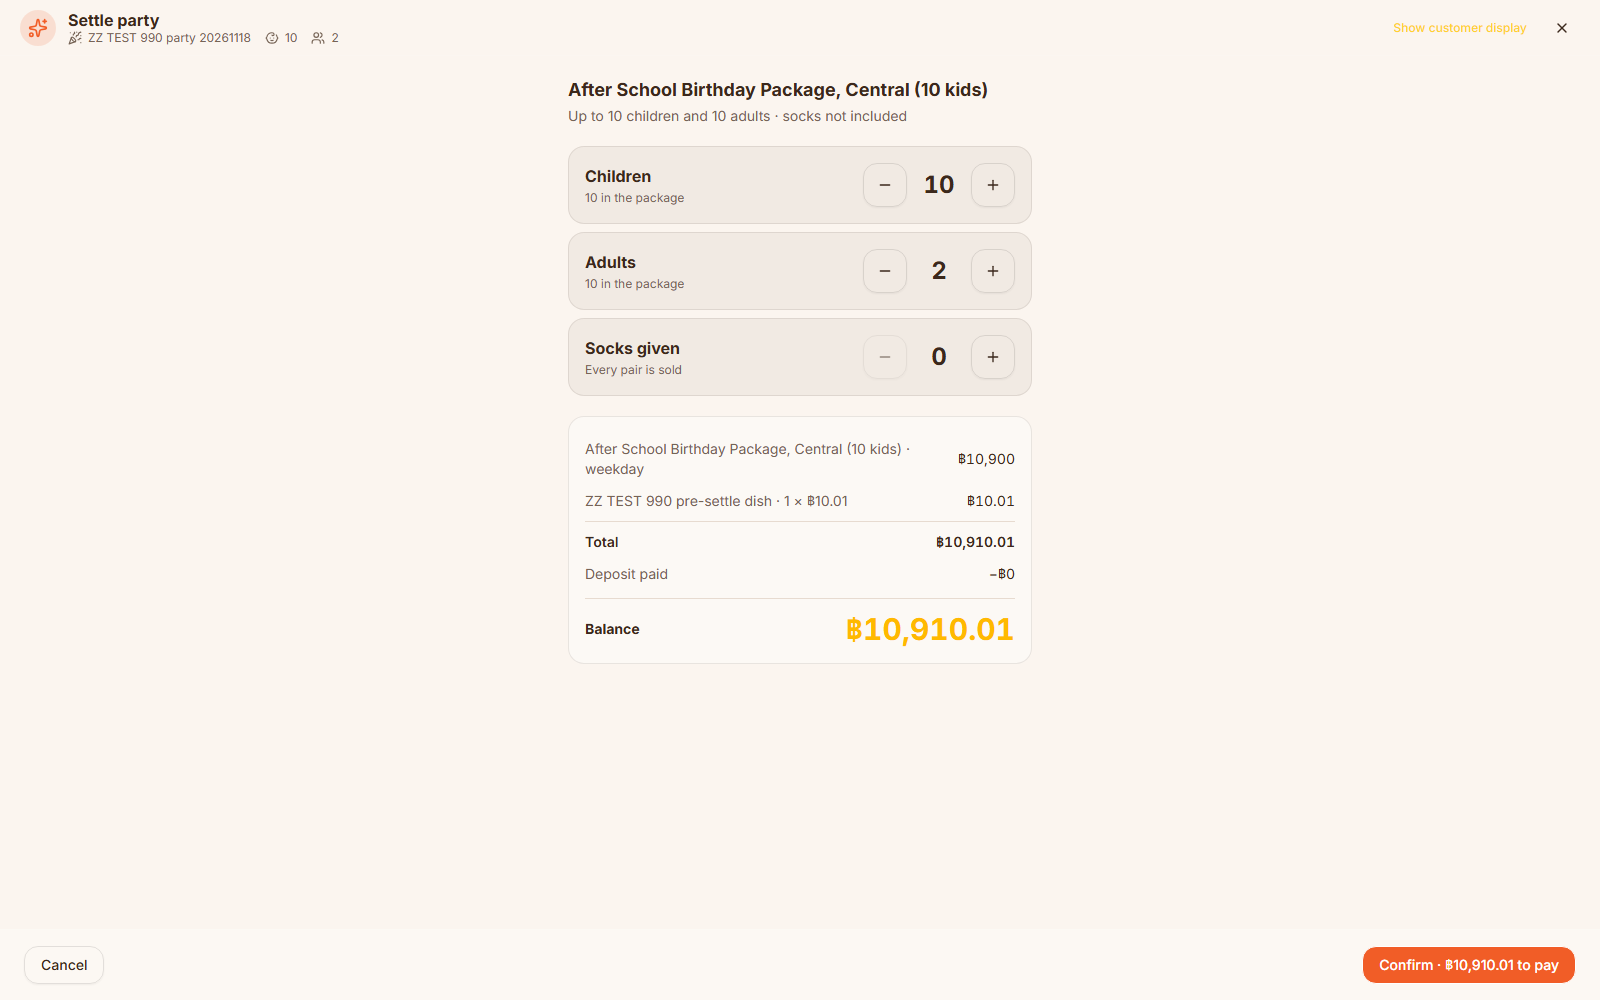 Settle party
ZZ TEST 990 party 20261118 10 2
Show customer display
After School Birthday Package, Central (10 kids)
Up to 10 children and 10 adults · socks not included
Children
10 in the package
− 10 +
Adults
10 in the package
− 2 +
Socks given
Every pair is sold
− 0 +
After School Birthday Package, Central (10 kids) · weekday ฿10,900
ZZ TEST 990 pre-settle dish · 1 × ฿10.01 ฿10.01
Total ฿10,910.01
Deposit paid −฿0
Balance ฿10,910.01
Cancel
Confirm · ฿10,910.01 to pay